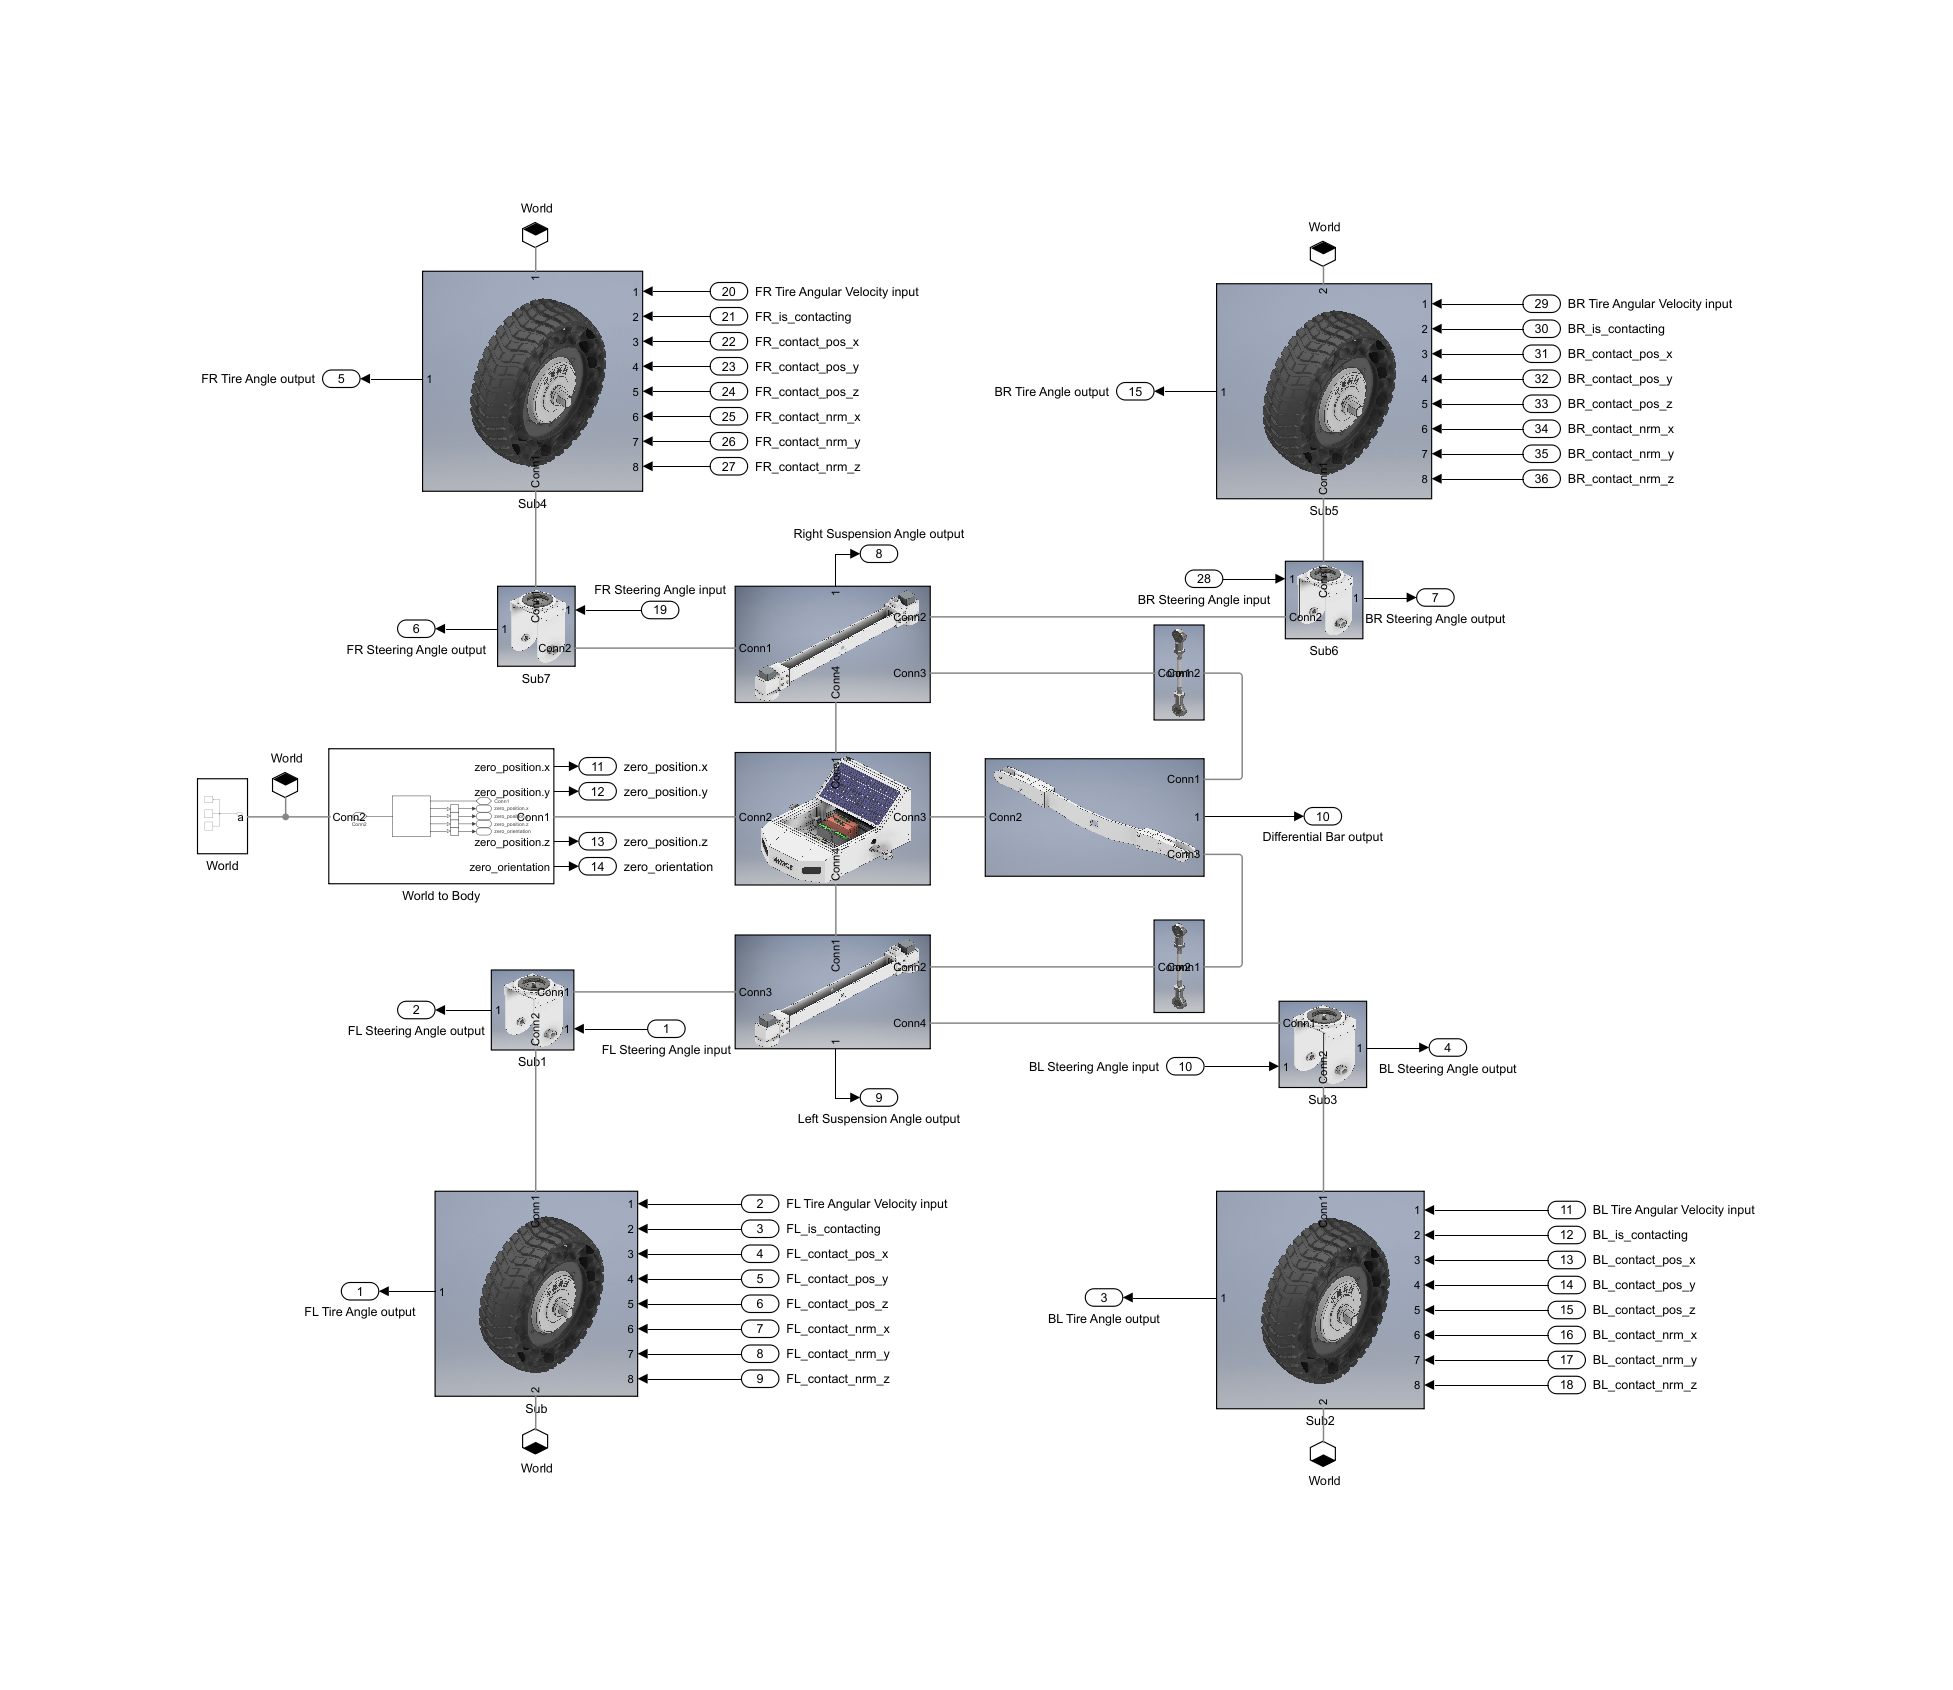 World
World
1
2
1
20
FR Tire Angular Velocity input
2
21
FR_is_contacting
3
22
FR_contact_pos_x
4
23
FR_contact_pos_y
5
24
FR_contact_pos_z
6
25
FR_contact_nrm_x
7
26
FR_contact_nrm_y
8
27
FR_contact_nrm_z
FR Tire Angle output
5
1
Conn1
Sub4
1
29
BR Tire Angular Velocity input
2
30
BR_is_contacting
3
31
BR_contact_pos_x
4
32
BR_contact_pos_y
5
33
BR_contact_pos_z
6
34
BR_contact_nrm_x
7
35
BR_contact_nrm_y
8
36
BR_contact_nrm_z
BR Tire Angle output
15
1
Conn1
Sub5
Right Suspension Angle output
8
FR Steering Angle input
19
1
6
1
FR Steering Angle output
Conn2
Sub7
1
Conn1
Conn2
Conn3
Conn4
28
1
BR Steering Angle input
Conn2
1
7
BR Steering Angle output
Sub6
Conn2
World
a
World
Conn2
zero_position.x
11
zero_position.x
zero_position.y
12
zero_position.y
Conn1
zero_position.z
13
zero_position.z
zero_orientation
14
zero_orientation
World to Body
Conn2
Conn3
Conn4
Conn1
Conn2
1
10
Differential Bar output
Conn3
Conn1
Conn2
Conn3
Conn4
1
Conn1
Conn1
Conn2
2
1
FL Steering Angle output
1
1
FL Steering Angle input
Sub1
9
Left Suspension Angle output
Conn1
Conn2
BL Steering Angle input
10
1
1
4
BL Steering Angle output
Sub3
Conn1
1
2
FL Tire Angular Velocity input
2
3
FL_is_contacting
3
4
FL_contact_pos_x
4
5
FL_contact_pos_y
5
6
FL_contact_pos_z
6
7
FL_contact_nrm_x
7
8
FL_contact_nrm_y
8
9
FL_contact_nrm_z
1
1
FL Tire Angle output
2
Sub
World
Conn1
1
11
BL Tire Angular Velocity input
2
12
BL_is_contacting
3
13
BL_contact_pos_x
4
14
BL_contact_pos_y
5
15
BL_contact_pos_z
6
16
BL_contact_nrm_x
7
17
BL_contact_nrm_y
8
18
BL_contact_nrm_z
3
1
BL Tire Angle output
2
Sub2
World